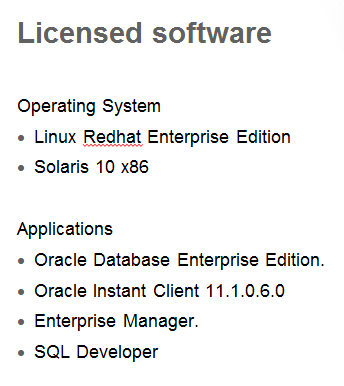 Licensed software
Operating System
• Linux Redhat Enterprise Edition
• Solaris 10 x86
Applications
• Oracle Database Enterprise Edition.
• Oracle Instant Client 11.1.0.6.0
• Enterprise Manager.
• SQL Developer